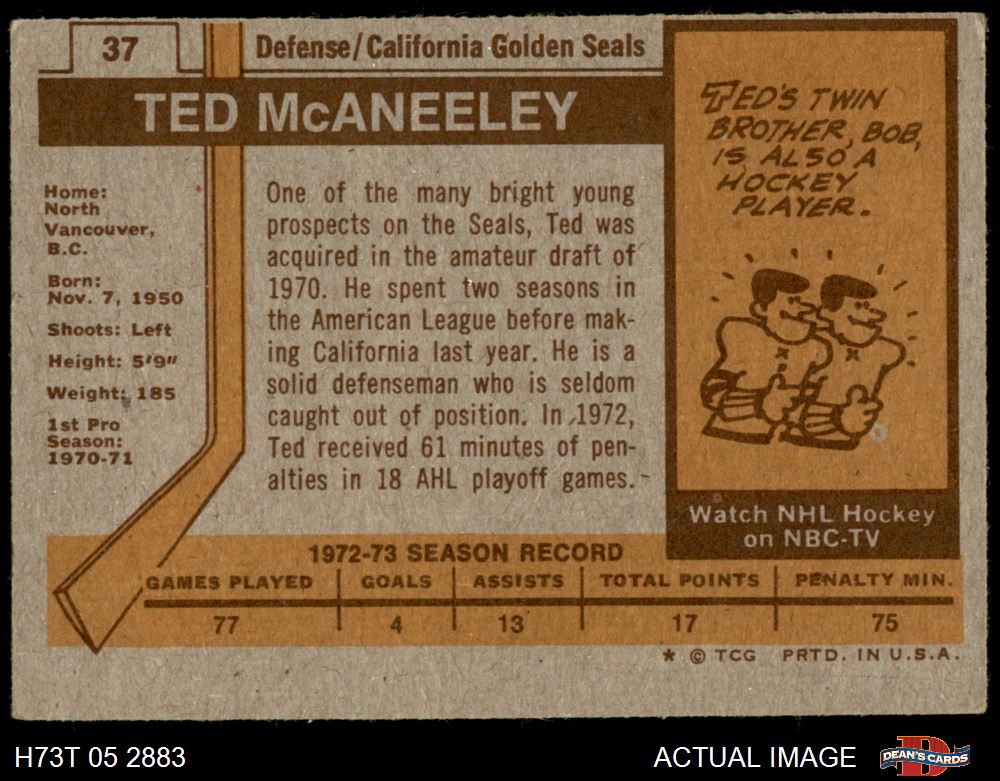 37
Defense/California Golden Seals
TED McANEELEY
Home:
North
Vancouver,
B.C.
Born:
Nov. 7, 1950
Shoots: Left
Height: 5'9"
Weight: 185
1st Pro
Season:
1970-71
One of the many bright young
prospects on the Seals, Ted was
acquired in the amateur draft of
1970. He spent two seasons in
the American League before mak-
ing California last year. He is a
solid defenseman who is seldom
caught out of position. In 1972,
Ted received 61 minutes of pen-
alties in 18 AHL playoff games.
TED'S TWIN
BROTHER, BOB,
IS ALSO A
HOCKEY
PLAYER.
Watch NHL Hockey
on NBC-TV
1972-73 SEASON RECORD
GAMES PLAYED GOALS ASSISTS TOTAL POINTS PENALTY MIN.
77 4 13 17 75
* © TCG PRTD. IN U.S.A.
H73T 05 2883
ACTUAL IMAGE
DEAN'S CARDS